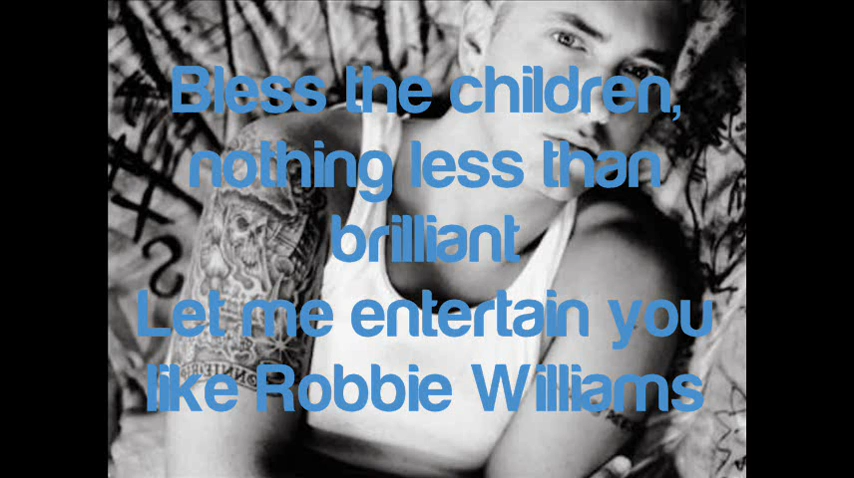 Bless the children,
nothing less than
brilliant
Let me entertain you
like Robbie Williams